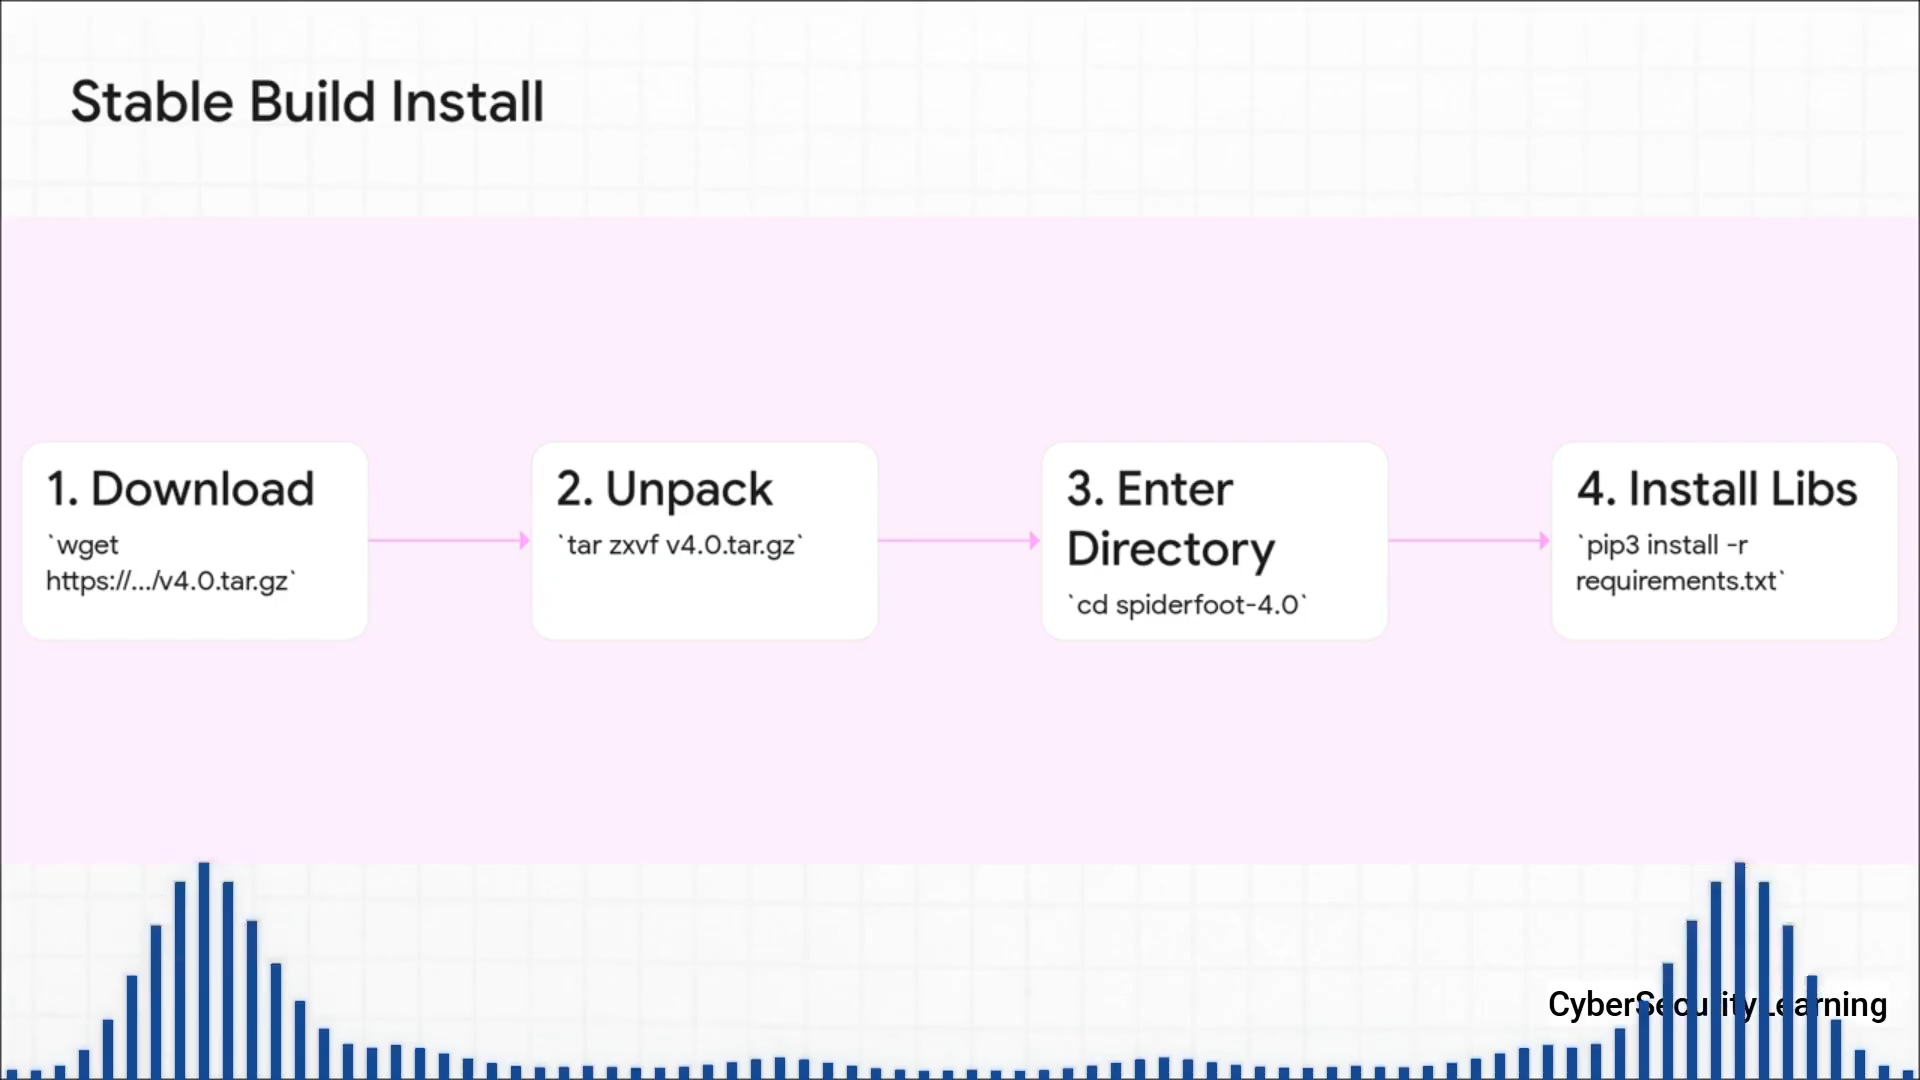 Stable Build Install
1. Download
`wget
https://.../v4.0.tar.gz`
2. Unpack
`tar zxvf v4.0.tar.gz`
3. Enter
Directory
`cd spiderfoot-4.0`
4. Install Libs
`pip3 install -r
requirements.txt`
CyberSecurityLearning